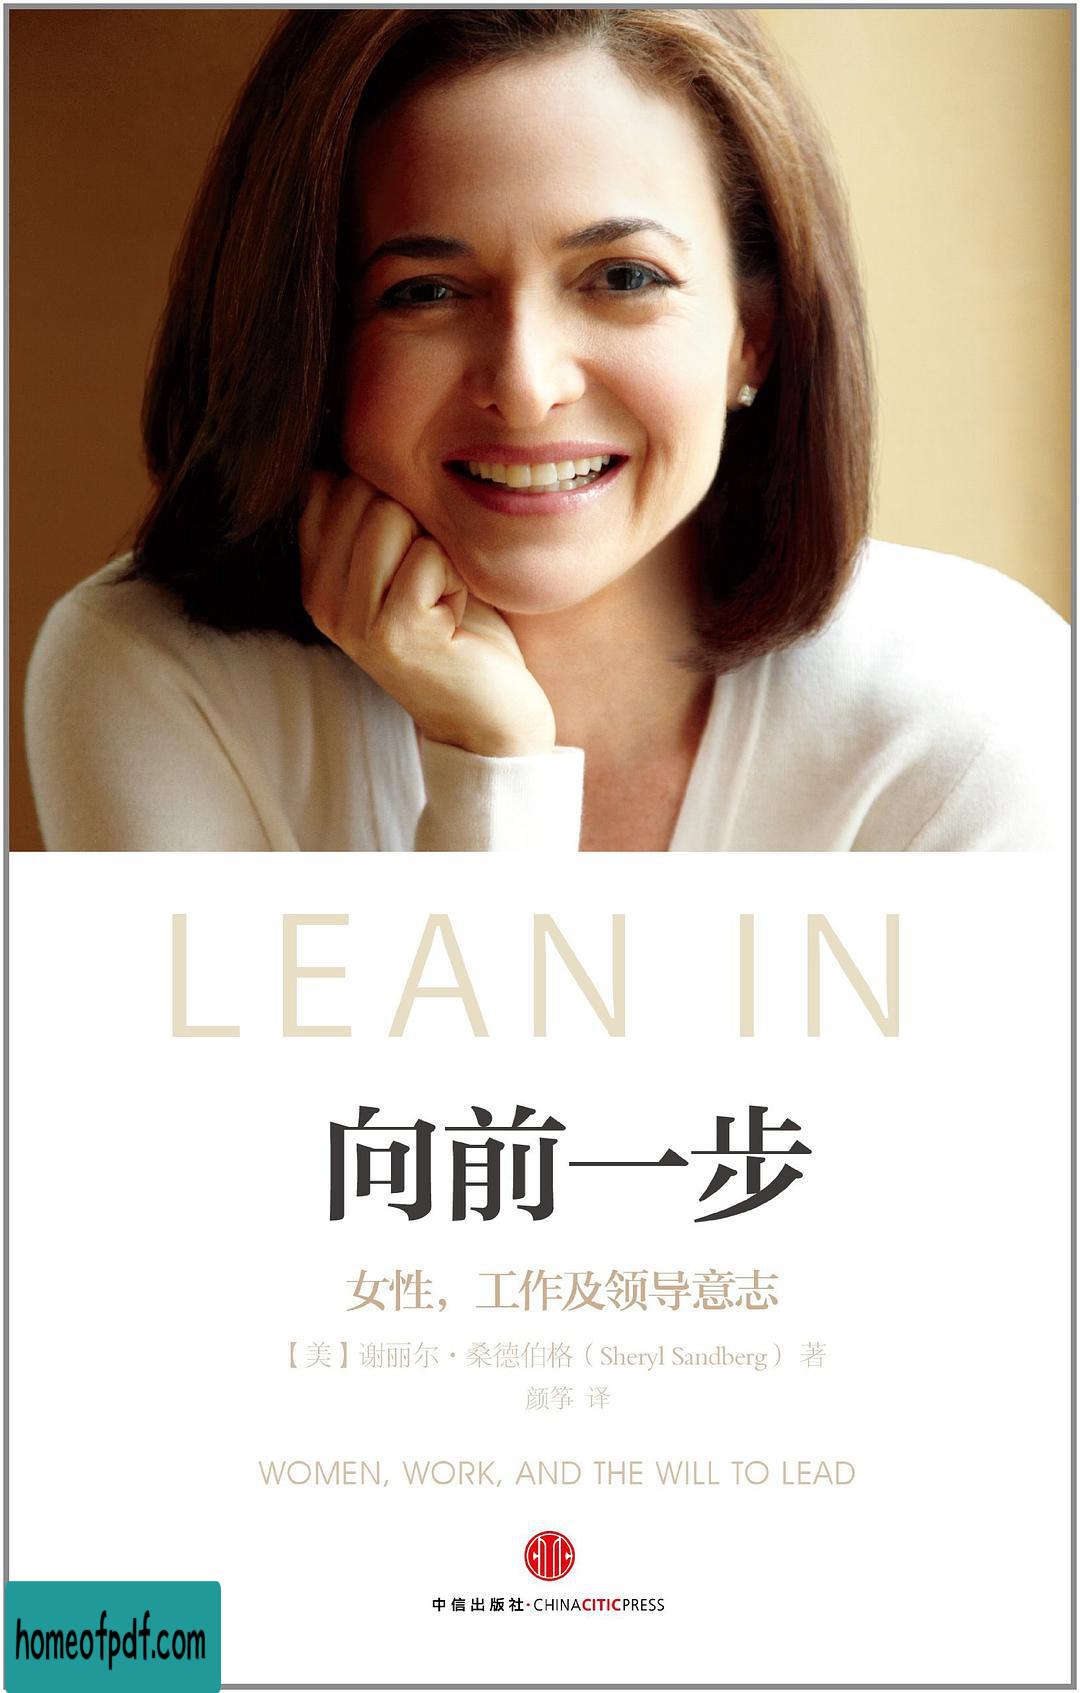 LEAN IN
向前一步
女性，工作及领导意志
【美】谢丽尔·桑德伯格（Sheryl Sandberg） 著
颜筝 译
WOMEN, WORK, AND THE WILL TO LEAD
中信出版社·CHINACITICPRESS
homeofpdf.com